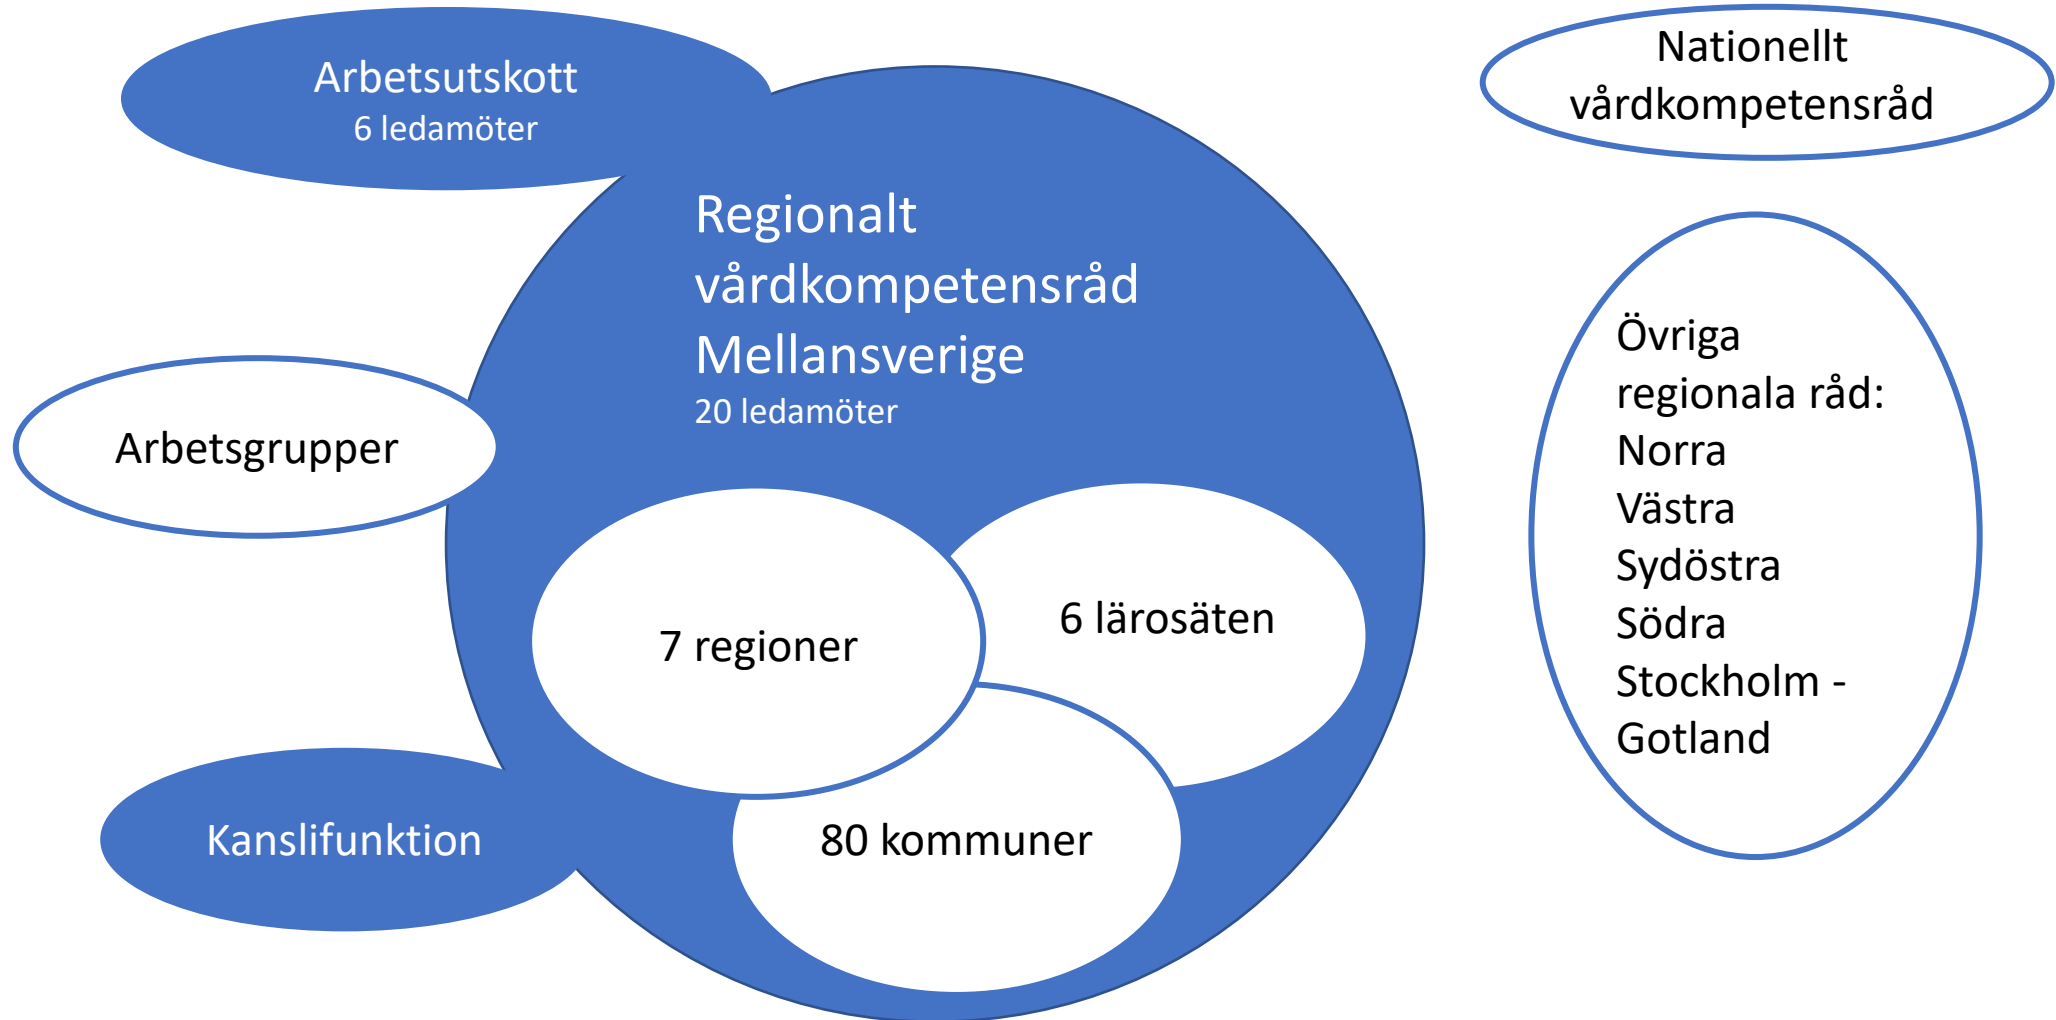 Arbetsutskott
6 ledamöter
Nationellt
vårdkompetensråd
Regionalt
vårdkompetensråd
Mellansverige
20 ledamöter
Arbetsgrupper
Övriga
regionala råd:
Norra
Västra
Sydöstra
Södra
Stockholm -
Gotland
7 regioner
6 lärosäten
80 kommuner
Kanslifunktion